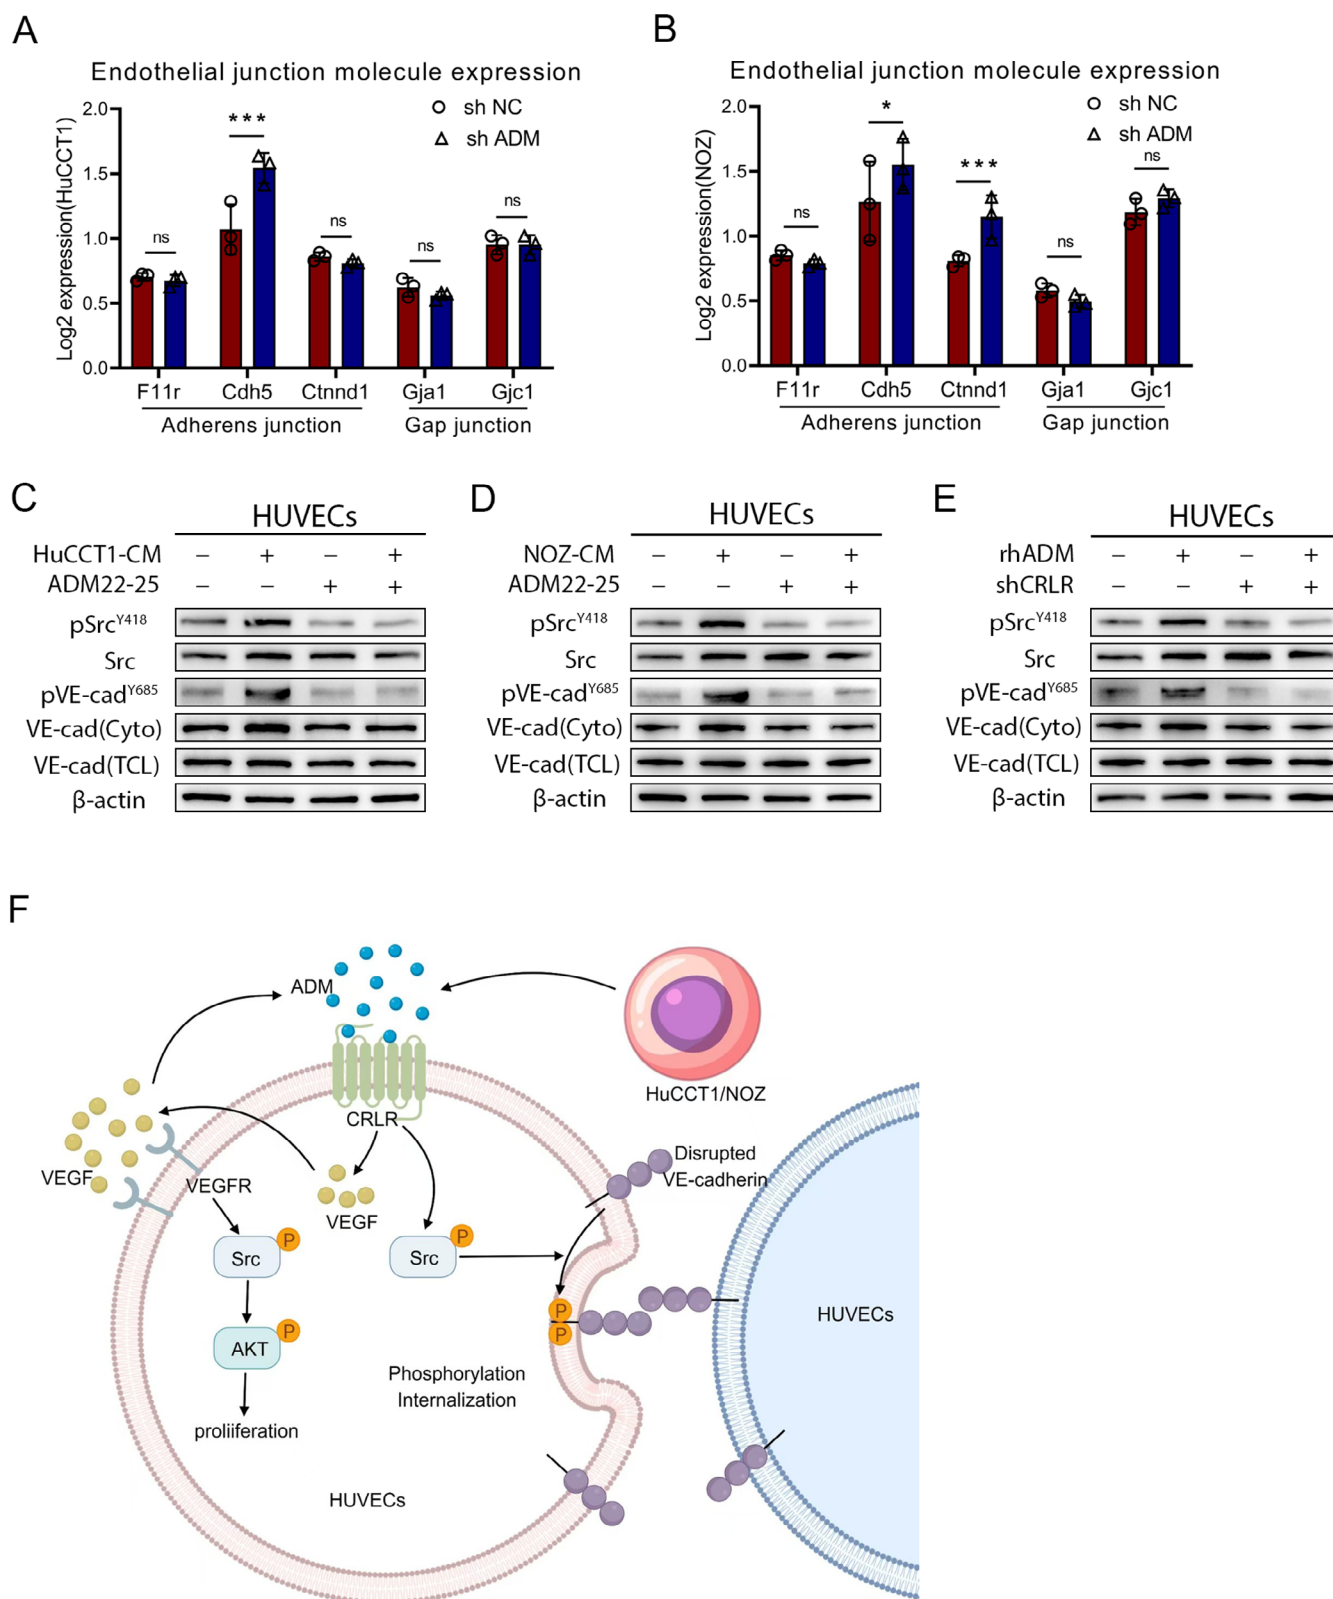 A
Endothelial junction molecule expression
Log2 expression(HuCCT1)
2.0
1.5
1.0
0.5
0.0
sh NC
sh ADM
ns
***
ns
ns
ns
F11r Cdh5 Ctnnd1 Gja1 Gjc1
Adherens junction Gap junction
B
Endothelial junction molecule expression
Log2 expression(NOZ)
2.0
1.5
1.0
0.5
0.0
sh NC
sh ADM
ns
*
***
ns
ns
F11r Cdh5 Ctnnd1 Gja1 Gjc1
Adherens junction Gap junction
C
HUVECs
HuCCT1-CM − + − +
ADM22-25 − − + +
pSrcY418
Src
pVE-cadY685
VE-cad(Cyto)
VE-cad(TCL)
β-actin
D
HUVECs
NOZ-CM − + − +
ADM22-25 − − + +
pSrcY418
Src
pVE-cadY685
VE-cad(Cyto)
VE-cad(TCL)
β-actin
E
HUVECs
rhADM − + − +
shCRLR − − + +
pSrcY418
Src
pVE-cadY685
VE-cad(Cyto)
VE-cad(TCL)
β-actin
F
ADM
HuCCT1/NOZ
CRLR
Disrupted
VE-cadherin
VEGF
VEGFR
VEGF
Src
P
Src
P
AKT
P
P
P
HUVECs
Phosphorylation
Internalization
proliiferation
HUVECs